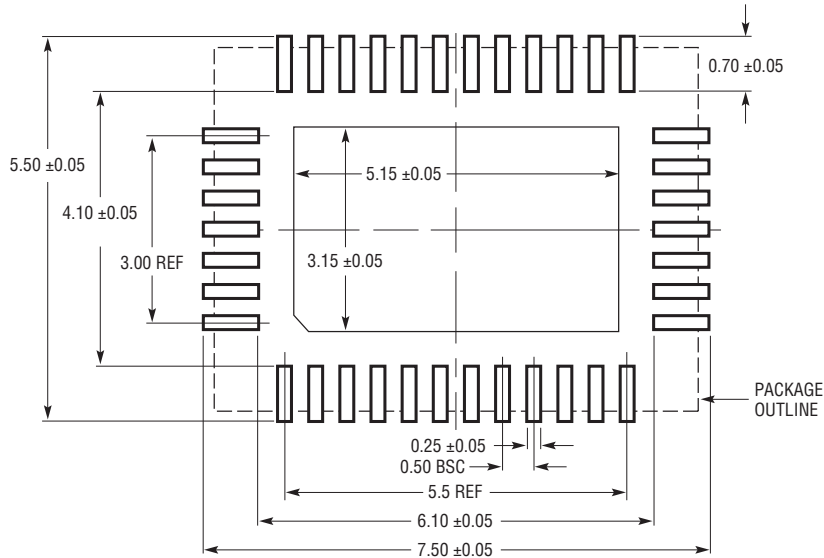 0.70 ±0.05
5.50 ±0.05
5.15 ±0.05
4.10 ±0.05
3.00 REF
3.15 ±0.05
PACKAGE
OUTLINE
0.25 ±0.05
0.50 BSC
5.5 REF
6.10 ±0.05
7.50 ±0.05